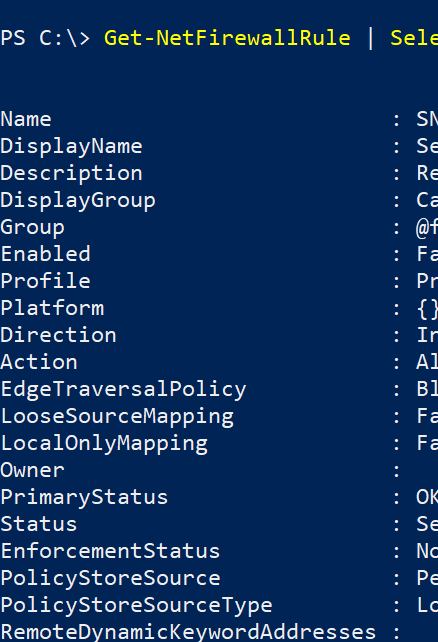 PS C:\> Get-NetFirewallRule | Sele
Name : SN
DisplayName : Se
Description : Re
DisplayGroup : Ca
Group : @f
Enabled : Fa
Profile : Pr
Platform : {}
Direction : In
Action : Al
EdgeTraversalPolicy : Bl
LooseSourceMapping : Fa
LocalOnlyMapping : Fa
Owner :
PrimaryStatus : OK
Status : Se
EnforcementStatus : No
PolicyStoreSource : Pe
PolicyStoreSourceType : Lo
RemoteDynamicKeywordAddresses :